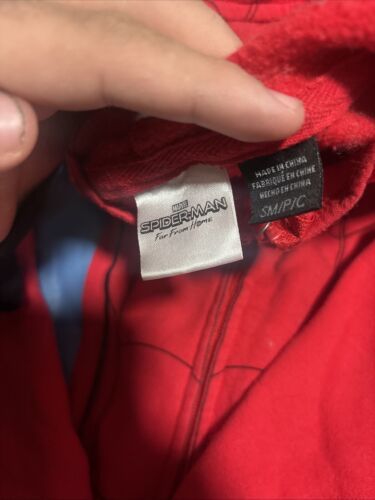 MARVEL
SPIDER-MAN
Far From Home
MADE IN CHINA
FABRIQUÉ EN CHINE
HECHO EN CHINA
SM/P/C